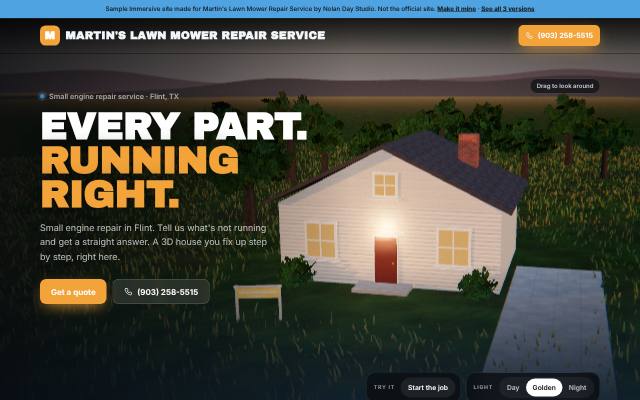 Sample Immersive site made for Martin's Lawn Mower Repair Service by Nolan Day Studio. Not the official site. Make it mine · See all 3 versions
M MARTIN'S LAWN MOWER REPAIR SERVICE
(903) 258-5515
Drag to look around
Small engine repair service · Flint, TX
EVERY PART.
RUNNING
RIGHT.
Small engine repair in Flint. Tell us what's not running
and get a straight answer. A 3D house you fix up step
by step, right here.
Get a quote
(903) 258-5515
TRY IT Start the job
LIGHT Day Golden Night